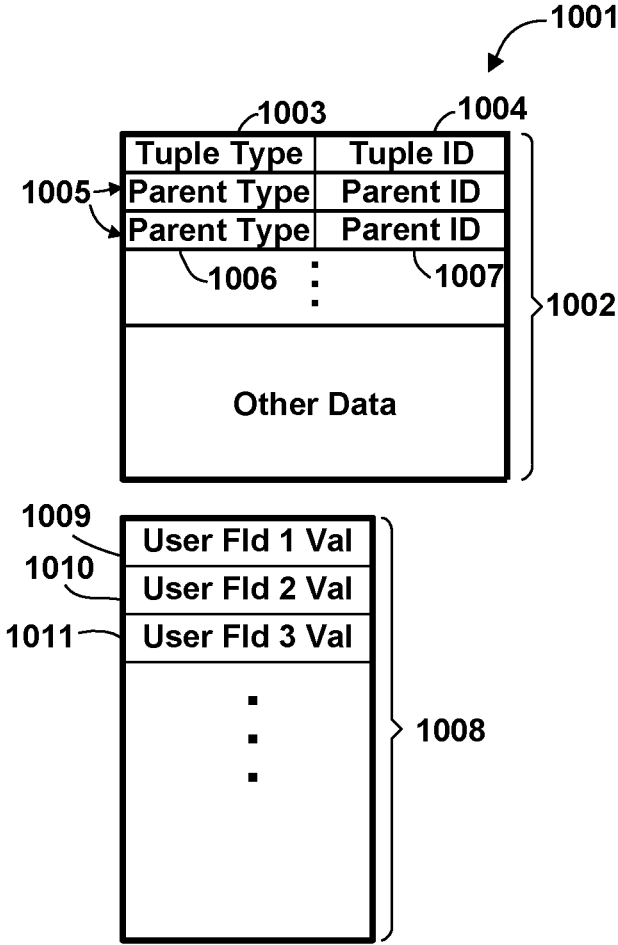 1001
1003
1004
Tuple Type Tuple ID
1005 Parent Type Parent ID
Parent Type Parent ID
1006 1007
1002
Other Data
1009 User Fld 1 Val
1010 User Fld 2 Val
1011 User Fld 3 Val
1008